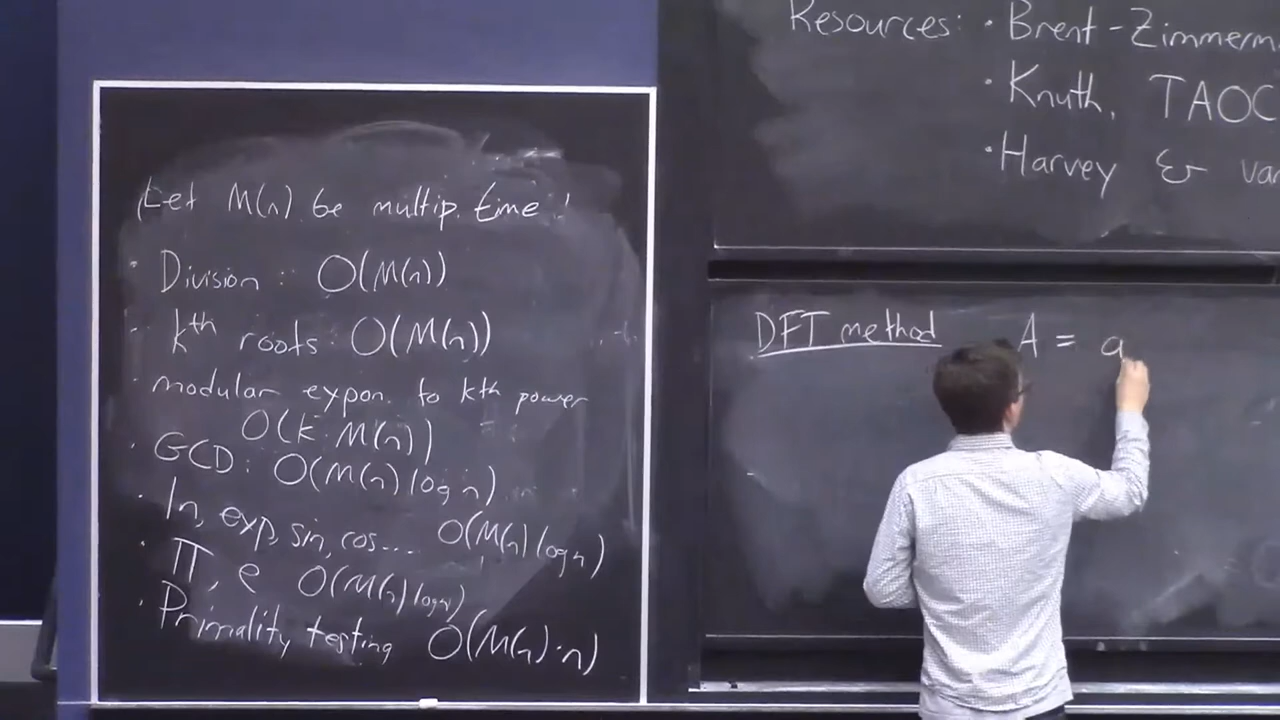 Let M(n) be multip. time!
· Division: O(M(n))
· kth roots: O(M(n))
· modular expon. to kth power
O(k·M(n))
· GCD: O(M(n) log n)
· ln, exp, sin, cos.... O(M(n) log n)
· π, e O(M(n) log n)
· Primality testing O(M(n)·n)
Resources: · Brent-Zimmerm
· Knuth, TAOC
· Harvey & va
DFT method A = a